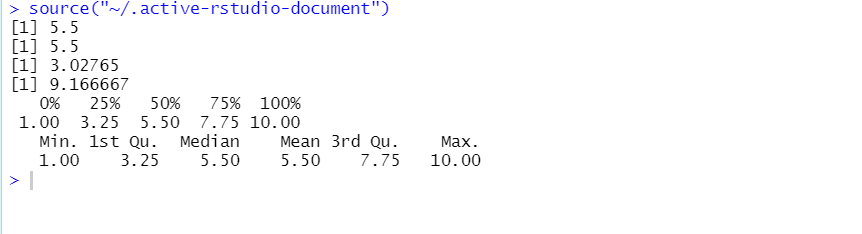 > source("~/.active-rstudio-document")
[1] 5.5
[1] 5.5
[1] 3.02765
[1] 9.166667
0% 25% 50% 75% 100%
1.00 3.25 5.50 7.75 10.00
Min. 1st Qu. Median Mean 3rd Qu. Max.
1.00 3.25 5.50 5.50 7.75 10.00
>